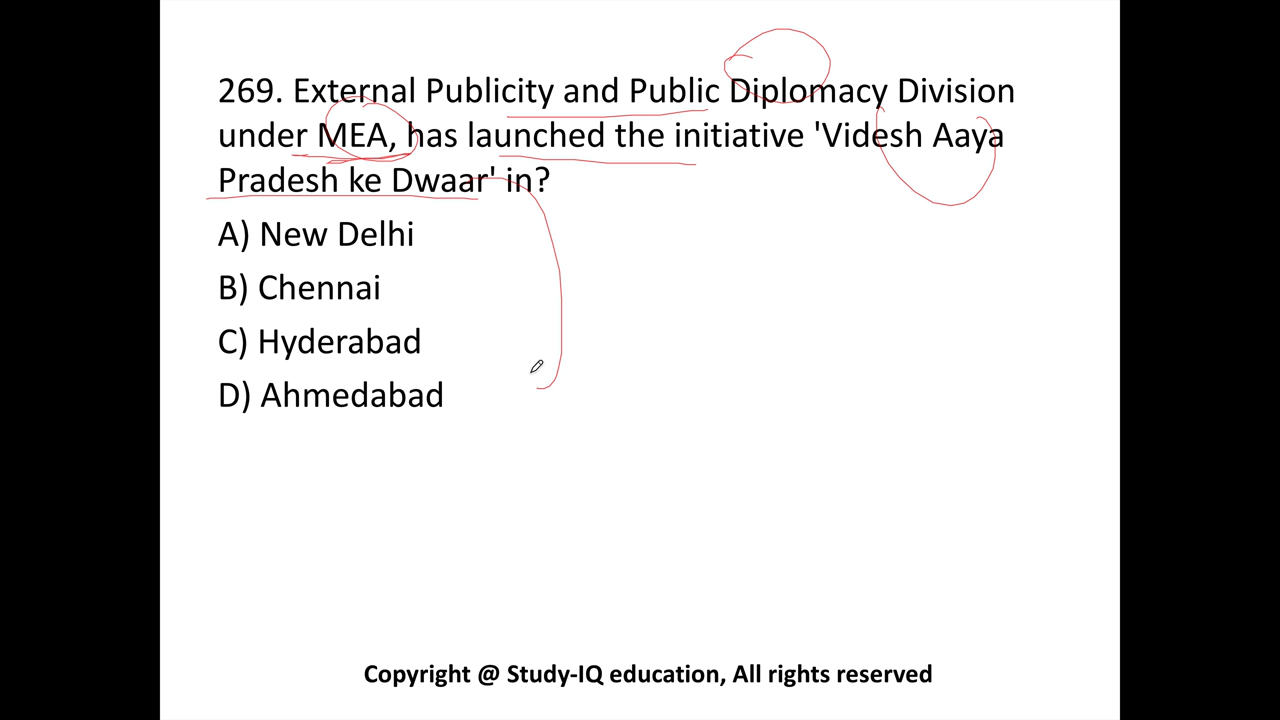 269. External Publicity and Public Diplomacy Division
under MEA, has launched the initiative 'Videsh Aaya
Pradesh ke Dwaar' in?
A) New Delhi
B) Chennai
C) Hyderabad
D) Ahmedabad
Copyright @ Study-IQ education, All rights reserved